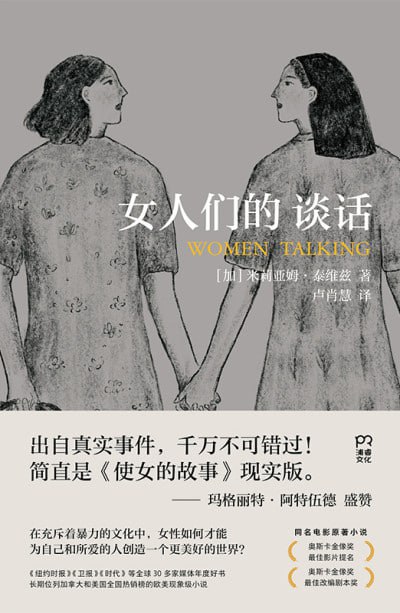 女人们的 谈话
WOMEN TALKING
[加] 米莉亚姆·泰维兹 著
卢肖慧 译
出自真实事件，千万不可错过！
简直是《使女的故事》现实版。
—— 玛格丽特·阿特伍德 盛赞
浦睿文化
在充斥着暴力的文化中，女性如何才能
为自己和所爱的人创造一个更美好的世界？
《纽约时报》《卫报》《时代》等全球 30 多家媒体年度好书
长期位列加拿大和美国全国热销榜的欧美现象级小说
同名电影原著小说
奥斯卡金像奖
最佳影片提名
奥斯卡金像奖
最佳改编剧本奖